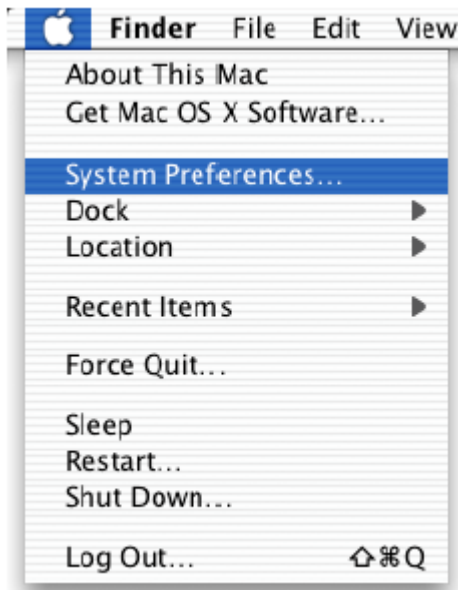 Finder File Edit View
About This Mac
Get Mac OS X Software...
System Preferences...
Dock
Location
Recent Items
Force Quit...
Sleep
Restart...
Shut Down...
Log Out... ⇧⌘Q